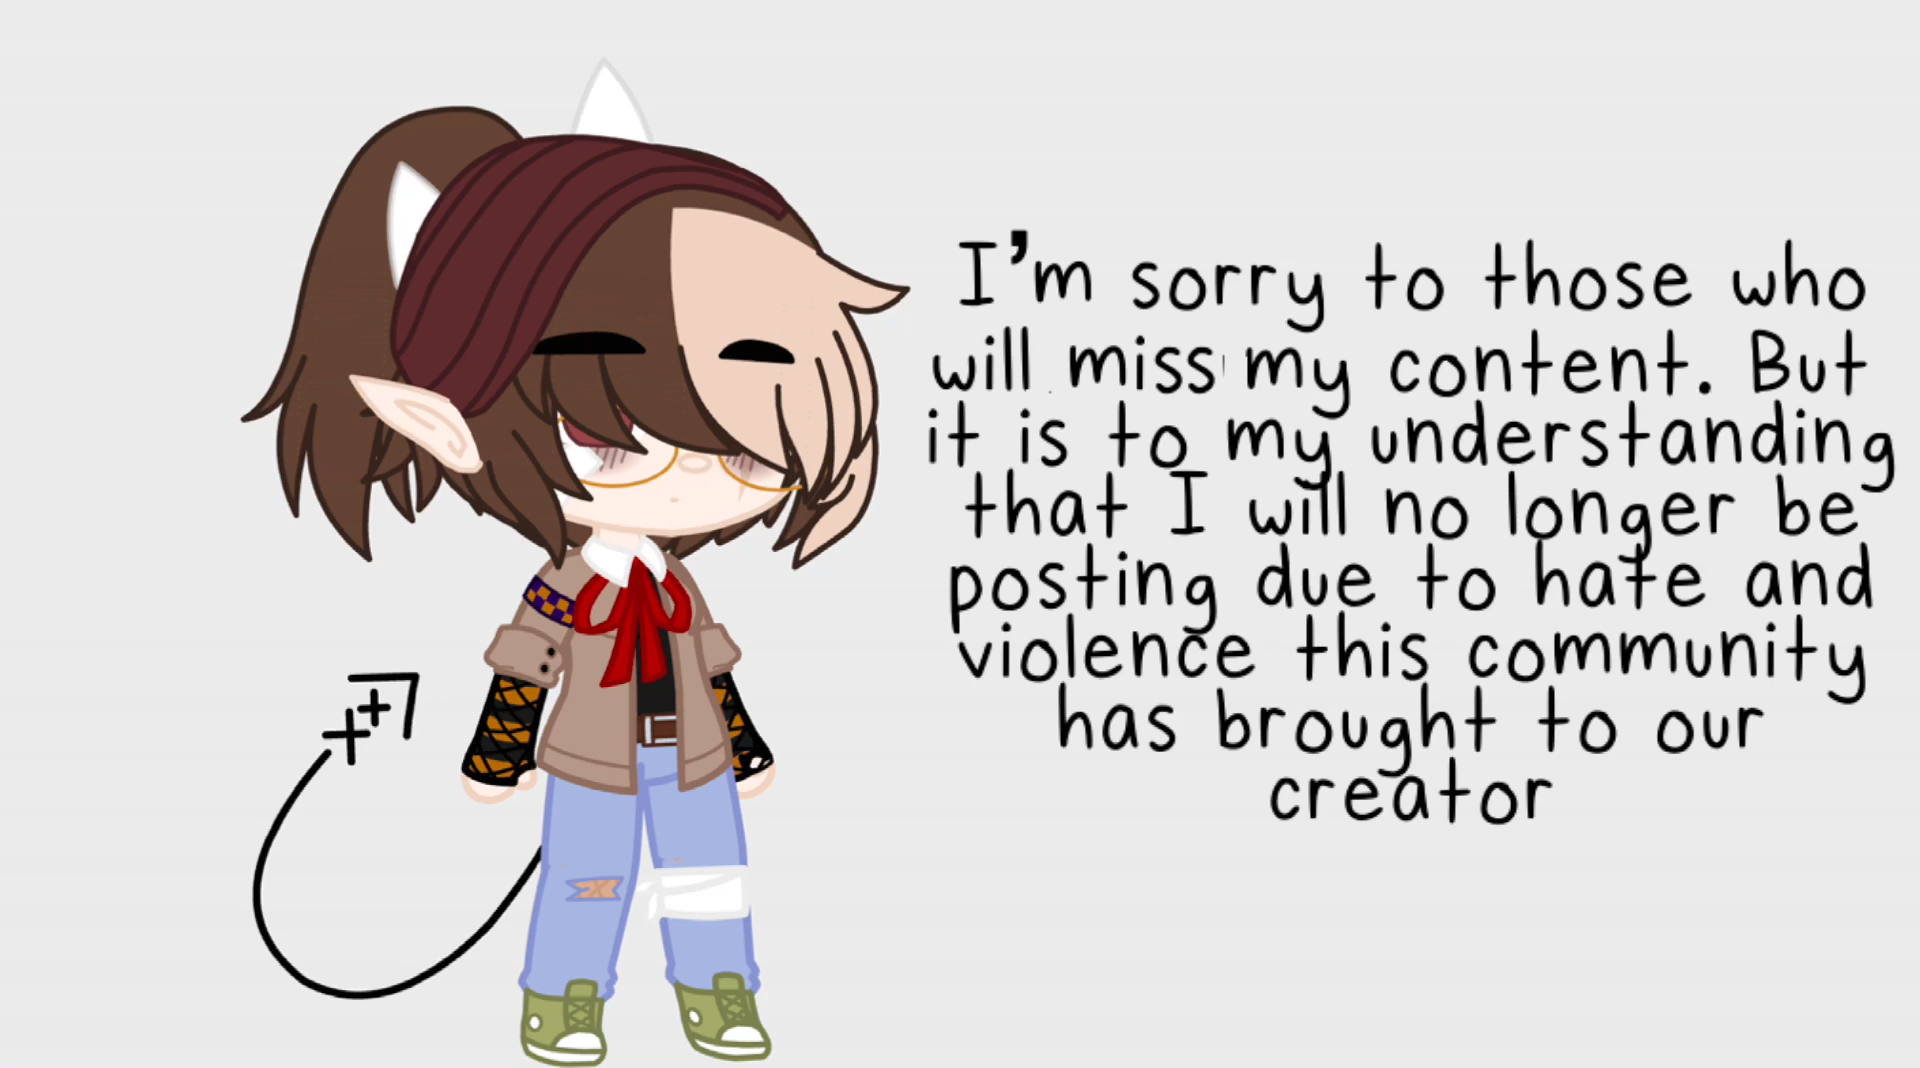 I'm sorry to those who
will miss my content. But
it is to my understanding
that I will no longer be
posting due to hate and
violence this community
has brought to our
creator